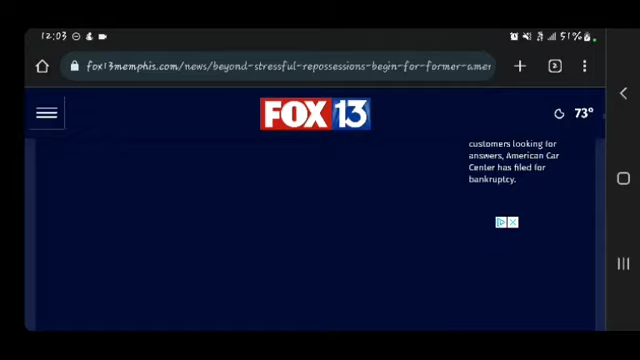 12:03
51%
fox13memphis.com/news/beyond-stressful-repossessions-begin-for-former-amer
FOX 13
73°
customers looking for
answers, American Car
Center has filed for
bankruptcy.